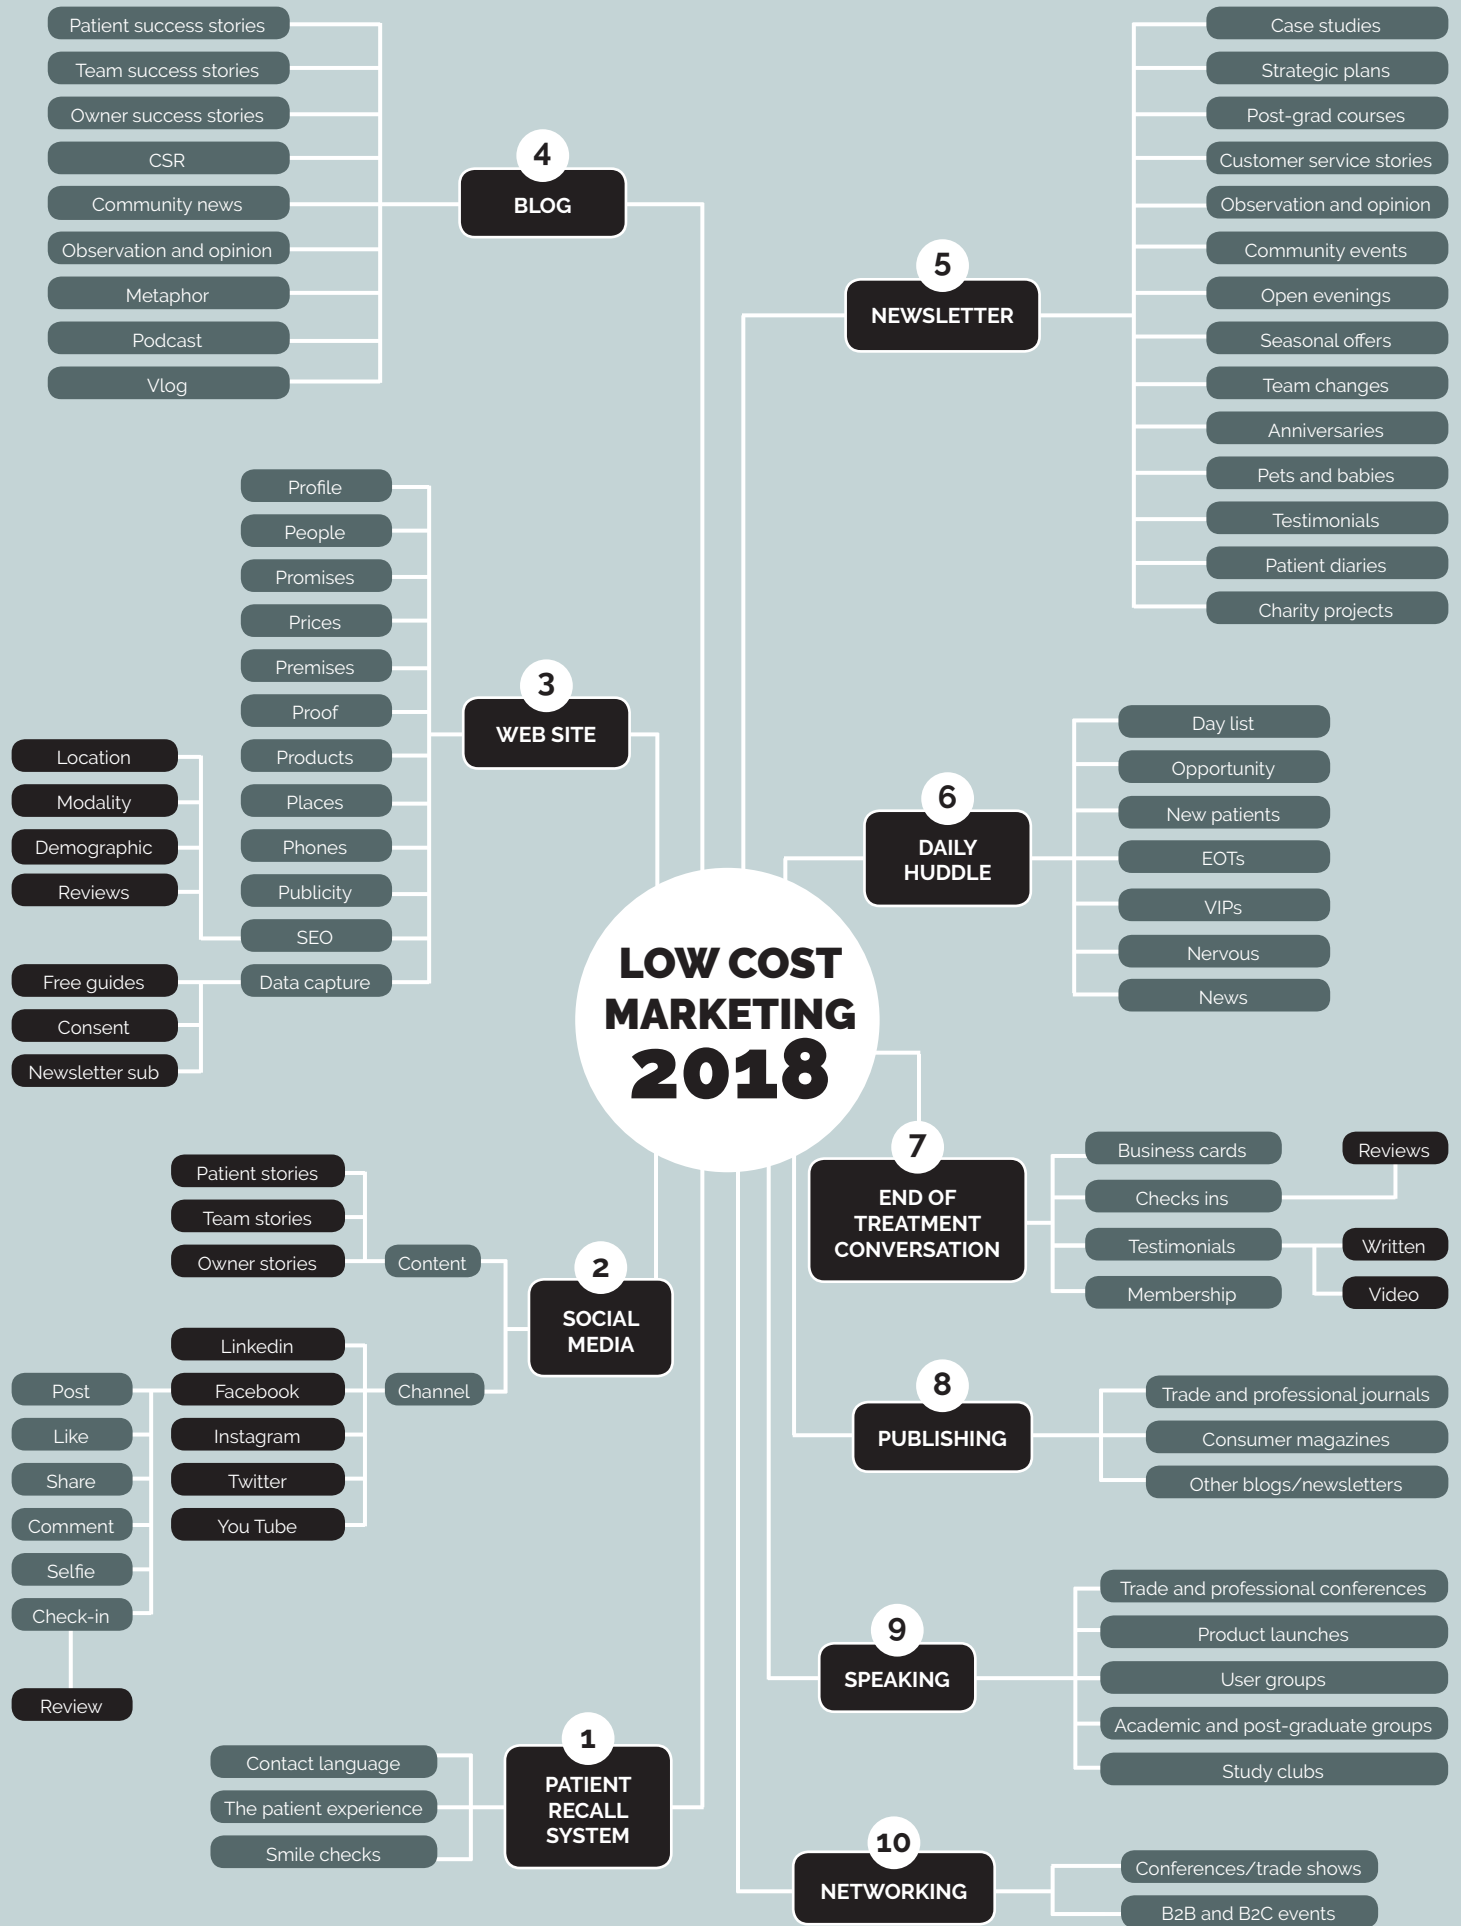 Patient success stories
Team success stories
Owner success stories
CSR
Community news
Observation and opinion
Metaphor
Podcast
Vlog
4
BLOG
Case studies
Strategic plans
Post-grad courses
Customer service stories
Observation and opinion
Community events
Open evenings
Seasonal offers
Team changes
Anniversaries
Pets and babies
Testimonials
Patient diaries
Charity projects
5
NEWSLETTER
Profile
People
Promises
Prices
Premises
Proof
Products
Places
Phones
Publicity
SEO
Data capture
3
WEB SITE
Location
Modality
Demographic
Reviews
Free guides
Consent
Newsletter sub
6
DAILY
HUDDLE
Day list
Opportunity
New patients
EOTs
VIPs
Nervous
News
LOW COST
MARKETING
2018
Patient stories
Team stories
Owner stories
Content
2
SOCIAL
MEDIA
Linkedin
Facebook
Instagram
Twitter
You Tube
Channel
Post
Like
Share
Comment
Selfie
Check-in
Review
7
END OF
TREATMENT
CONVERSATION
Business cards
Checks ins
Testimonials
Membership
Reviews
Written
Video
8
PUBLISHING
Trade and professional journals
Consumer magazines
Other blogs/newsletters
9
SPEAKING
Trade and professional conferences
Product launches
User groups
Academic and post-graduate groups
Study clubs
1
PATIENT
RECALL
SYSTEM
Contact language
The patient experience
Smile checks
10
NETWORKING
Conferences/trade shows
B2B and B2C events